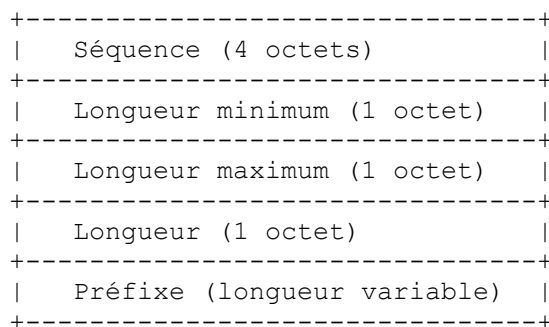 +-------------------------------+
|   Séquence (4 octets)         |
+-------------------------------+
|   Longueur minimum (1 octet)  |
+-------------------------------+
|   Longueur maximum (1 octet)  |
+-------------------------------+
|   Longueur (1 octet)          |
+-------------------------------+
|   Préfixe (longueur variable) |
+-------------------------------+